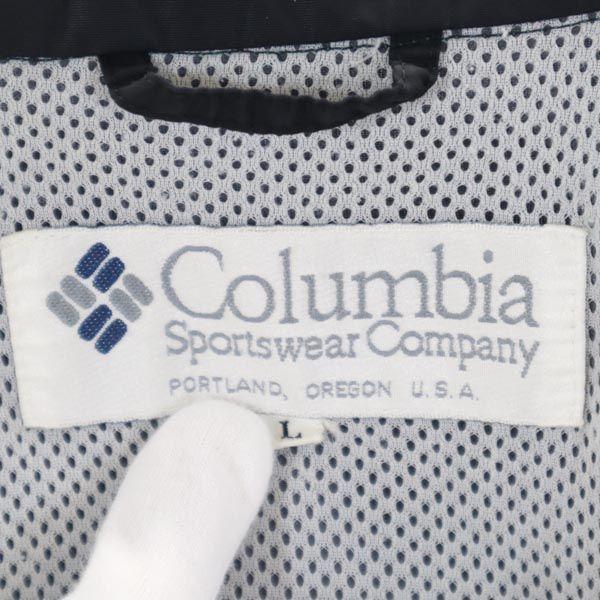 Columbia
Sportswear Company
PORTLAND, OREGON U.S.A.
L